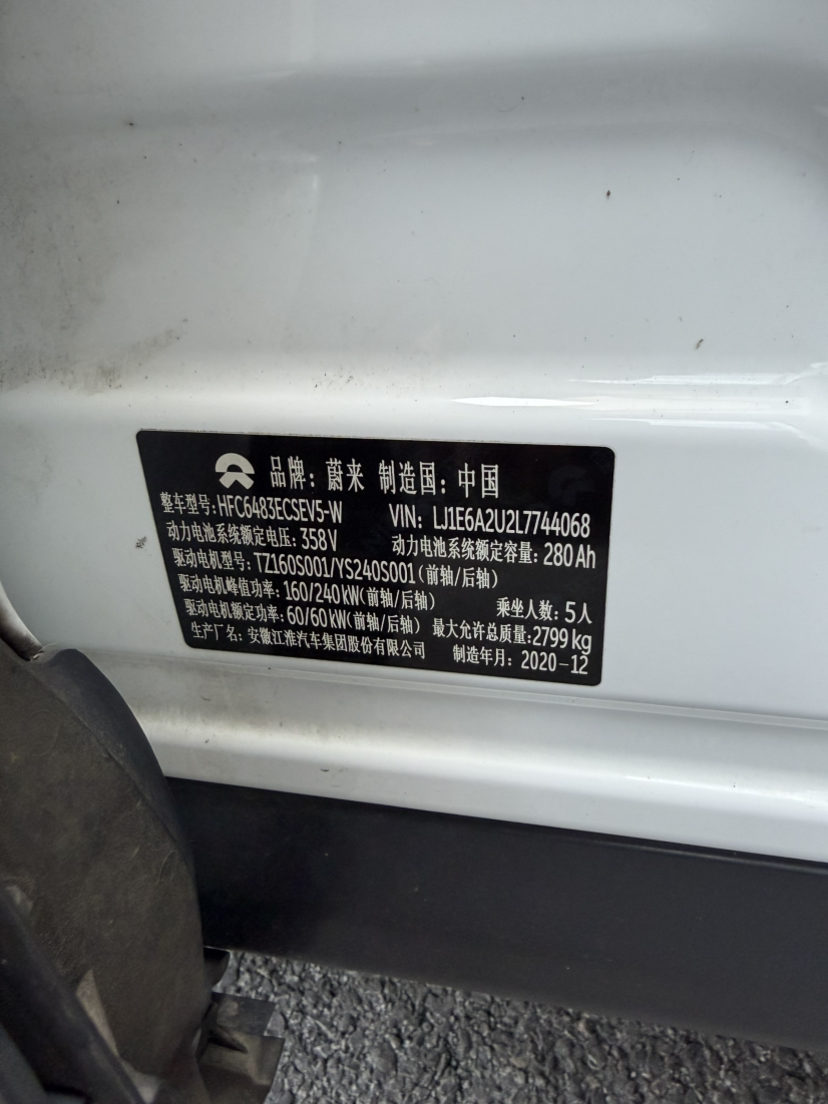 品牌：蔚来 制造国：中国
整车型号：HFC6483ECSEV5-W VIN：LJ1E6A2U2L7744068
动力电池系统额定电压：358V 动力电池系统额定容量：280Ah
驱动电机型号：TZ160S001/YS240S001(前轴/后轴)
驱动电机峰值功率：160/240kW(前轴/后轴) 乘坐人数：5人
驱动电机额定功率：60/60kW(前轴/后轴) 最大允许总质量：2799kg
生产厂名：安徽江淮汽车集团股份有限公司 制造年月：2020-12